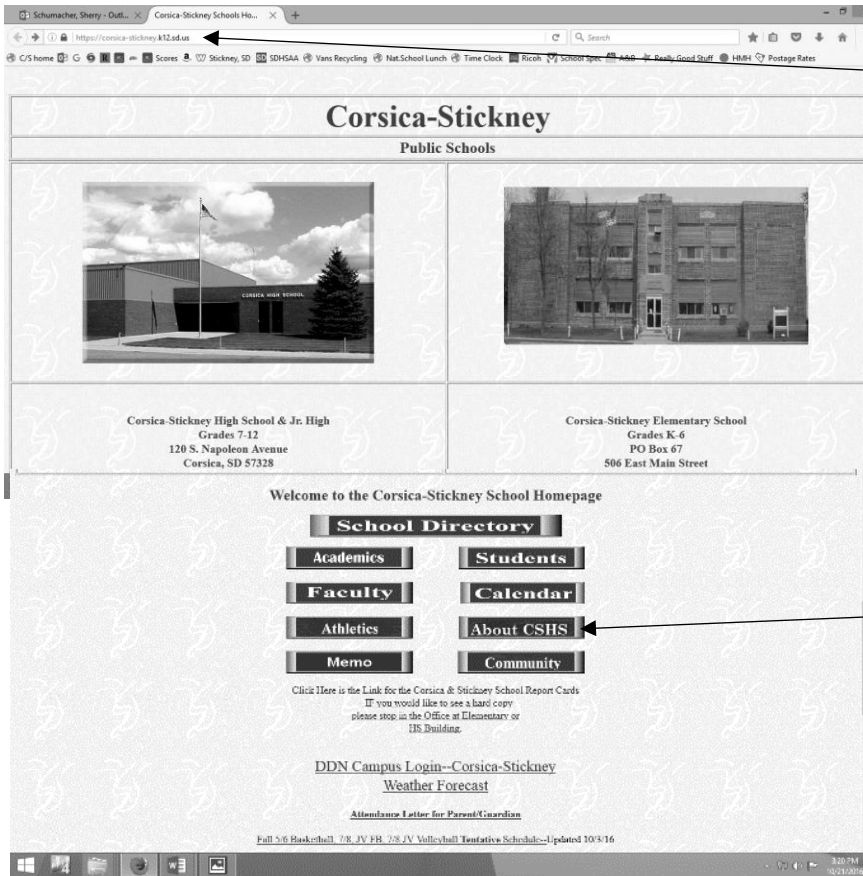 Schumacher, Sherry - Outl... × Corsica-Stickney Schools Ho... × +
https://corsica-stickney.k12.sd.us Search
C/S home G Scores Stickney, SD SDHSAA Vans Recycling Nat.School Lunch Time Clock Ricoh School Spec A&B Really Good Stuff HMH Postage Rates
Corsica-Stickney
Public Schools
CORSICA HIGH SCHOOL
Corsica-Stickney High School & Jr. High
Grades 7-12
120 S. Napoleon Avenue
Corsica, SD 57328
Corsica-Stickney Elementary School
Grades K-6
PO Box 67
506 East Main Street
Welcome to the Corsica-Stickney School Homepage
School Directory
Academics Students
Faculty Calendar
Athletics About CSHS
Memo Community
Click Here is the Link for the Corsica & Stickney School Report Cards
IF you would like to see a hard copy
please stop in the Office at Elementary or
HS Building.
DDN Campus Login--Corsica-Stickney
Weather Forecast
Attendance Letter for Parent/Guardian
Fall 5/6 Basketball, 7/8, JV FB, 7/8 JV Volleyball Tentative Schedule--Updated 10/3/16
3:20 PM
10/21/2016